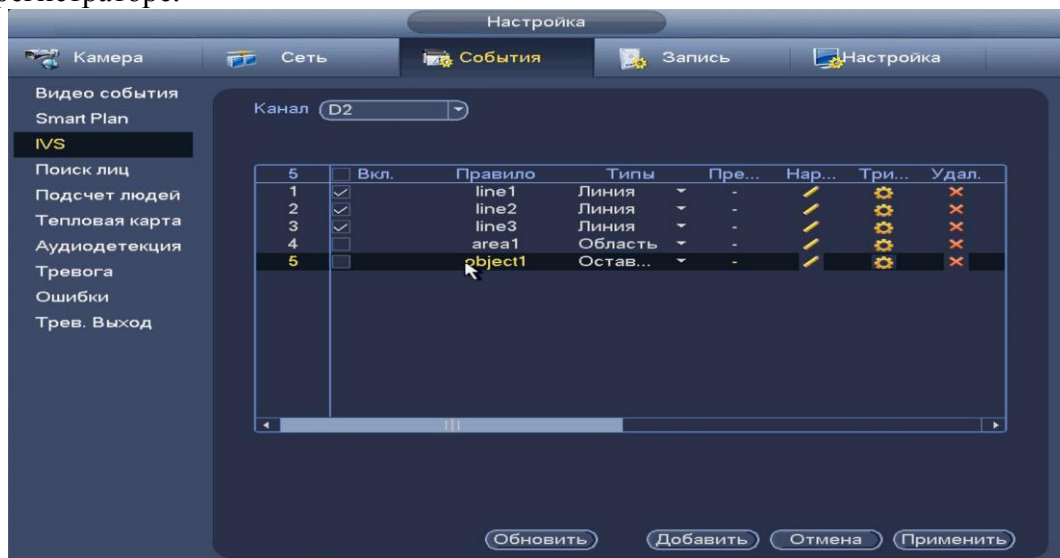 регистраторе.
Настройка
Камера Сеть События Запись Настройка
Видео события
Smart Plan
IVS
Поиск лиц
Подсчет людей
Тепловая карта
Аудиодетекция
Тревога
Ошибки
Трев. Выход
Канал D2
5 Вкл. Правило Типы Пре... Нар... Три... Удал.
1 line1 Линия -
2 line2 Линия -
3 line3 Линия -
4 area1 Область -
5 object1 Остав... -
Обновить Добавить Отмена Применить